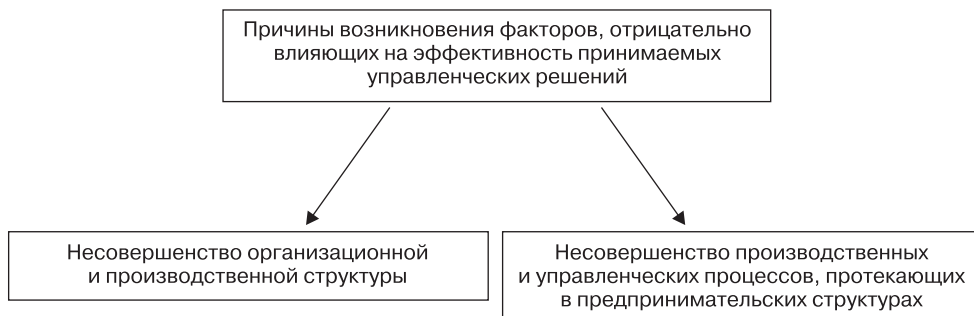 Причины возникновения факторов, отрицательно
влияющих на эффективность принимаемых
управленческих решений
Несовершенство организационной
и производственной структуры
Несовершенство производственных
и управленческих процессов, протекающих
в предпринимательских структурах